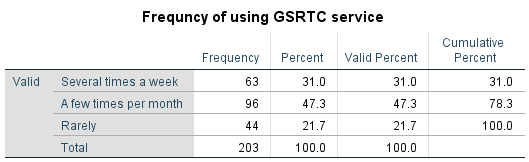 Frequncy of using GSRTC service
Frequency Percent Valid Percent Cumulative Percent
Valid Several times a week 63 31.0 31.0 31.0
A few times per month 96 47.3 47.3 78.3
Rarely 44 21.7 21.7 100.0
Total 203 100.0 100.0